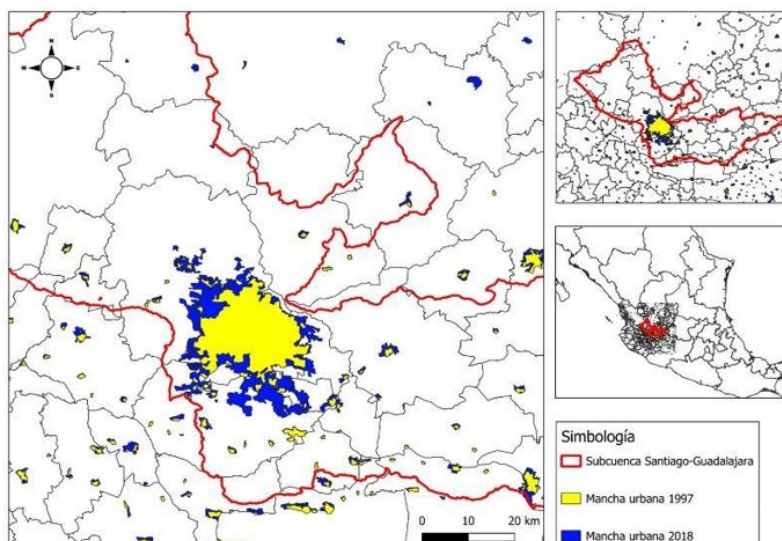 N
W E
S
0 10 20 km
Simbología
Subcuenca Santiago-Guadalajara
Mancha urbana 1997
Mancha urbana 2018